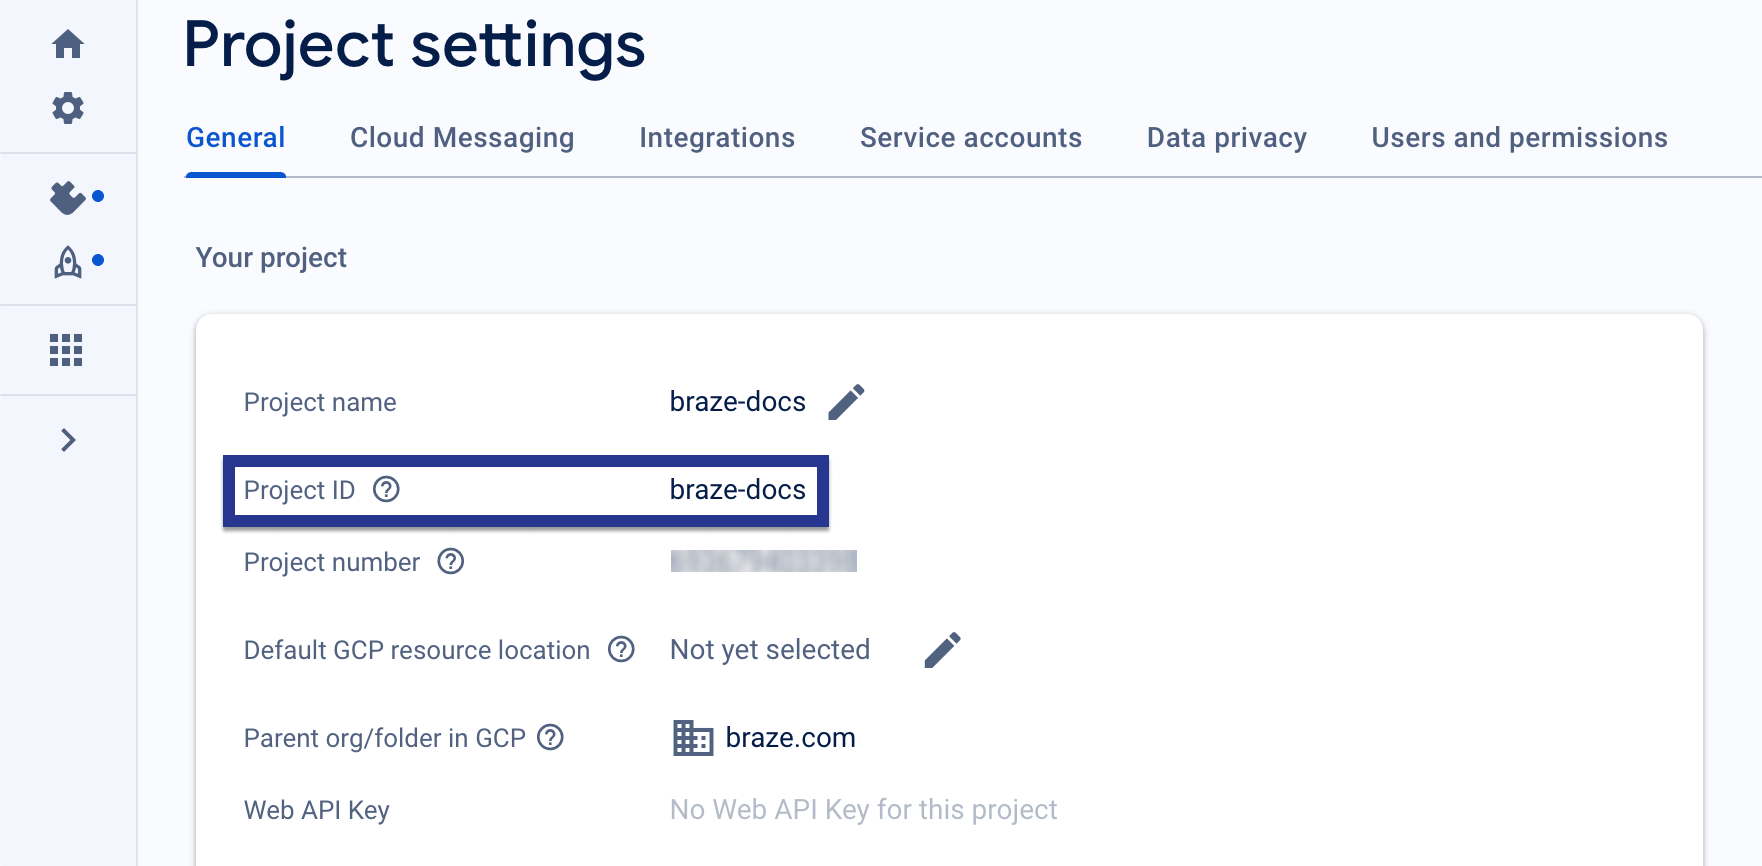 Project settings
General Cloud Messaging Integrations Service accounts Data privacy Users and permissions
Your project
Project name braze-docs
Project ID braze-docs
Project number
Default GCP resource location Not yet selected
Parent org/folder in GCP braze.com
Web API Key No Web API Key for this project